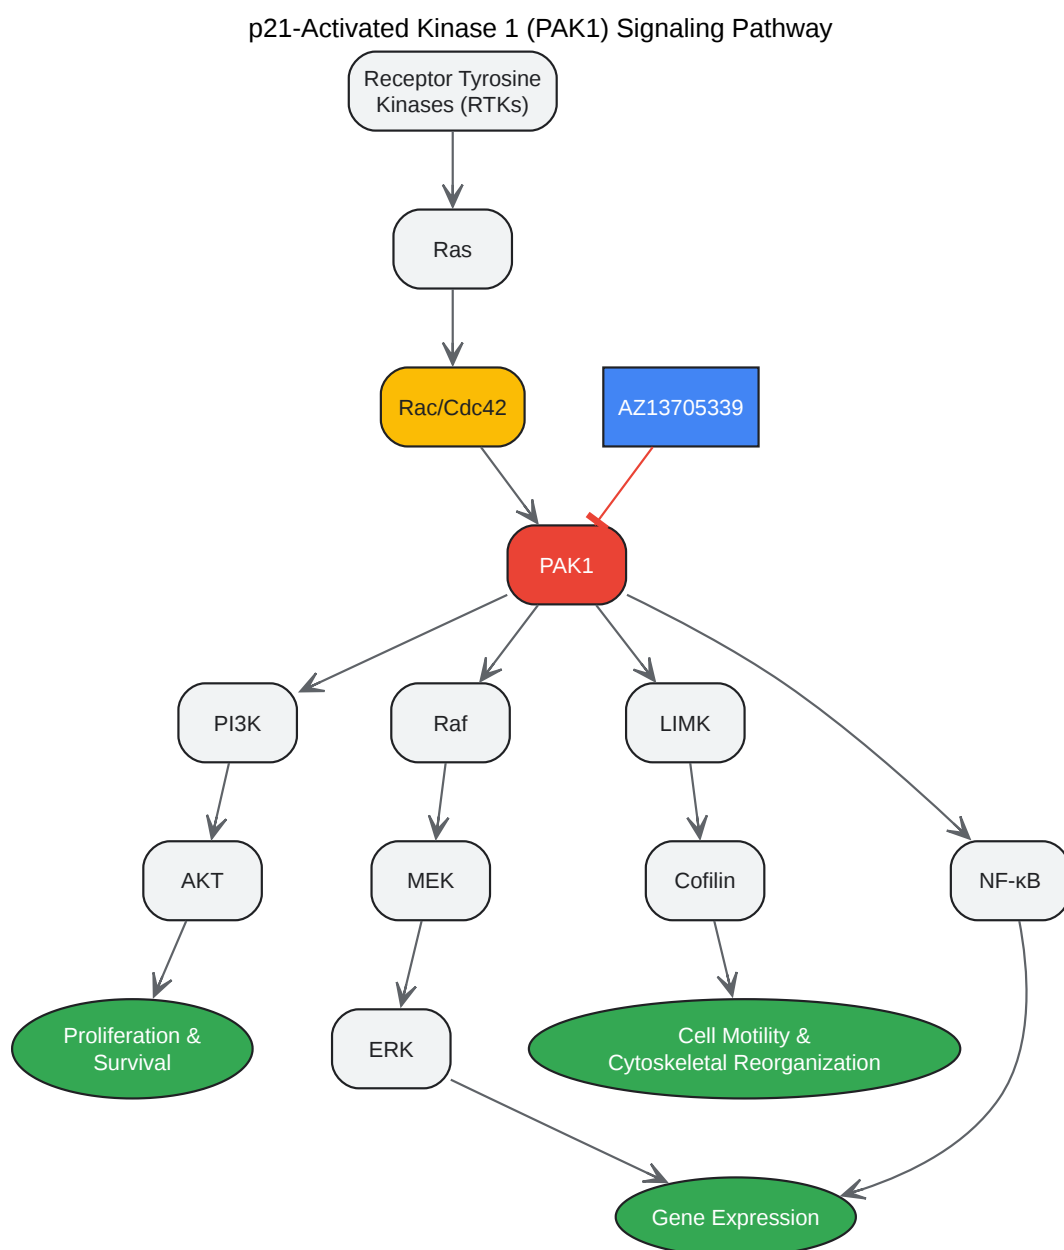 p21-Activated Kinase 1 (PAK1) Signaling Pathway
Receptor Tyrosine
Kinases (RTKs)
Ras
Rac/Cdc42
AZ13705339
PAK1
PI3K
Raf
LIMK
AKT
MEK
Cofilin
NF-κB
Proliferation &
Survival
ERK
Cell Motility &
Cytoskeletal Reorganization
Gene Expression